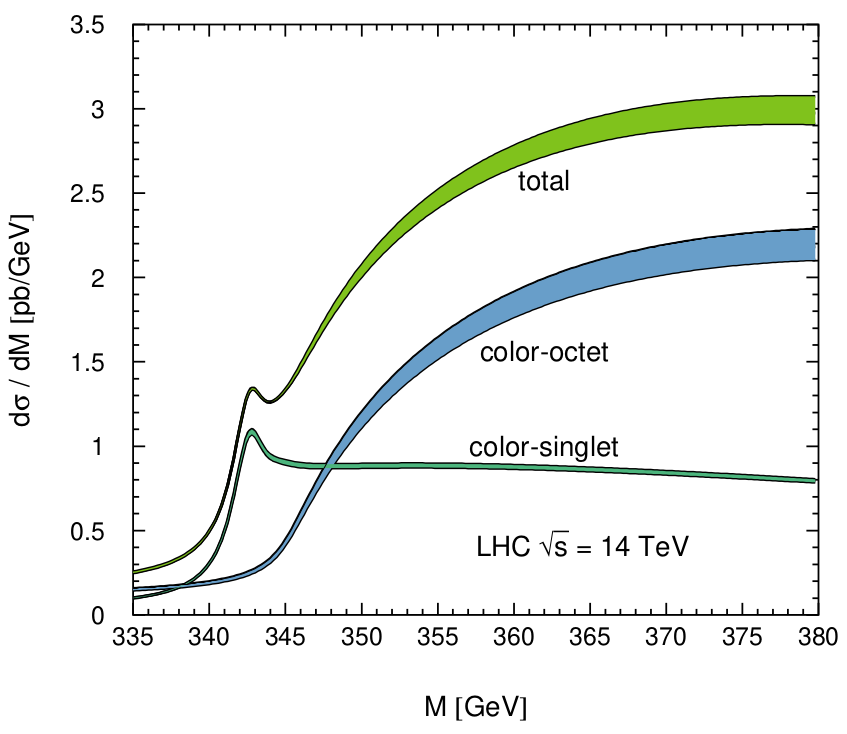 3.5
3
2.5
2
1.5
1
0.5
0
dσ / dM [pb/GeV]
total
color-octet
color-singlet
LHC √s = 14 TeV
335 340 345 350 355 360 365 370 375 380
M [GeV]